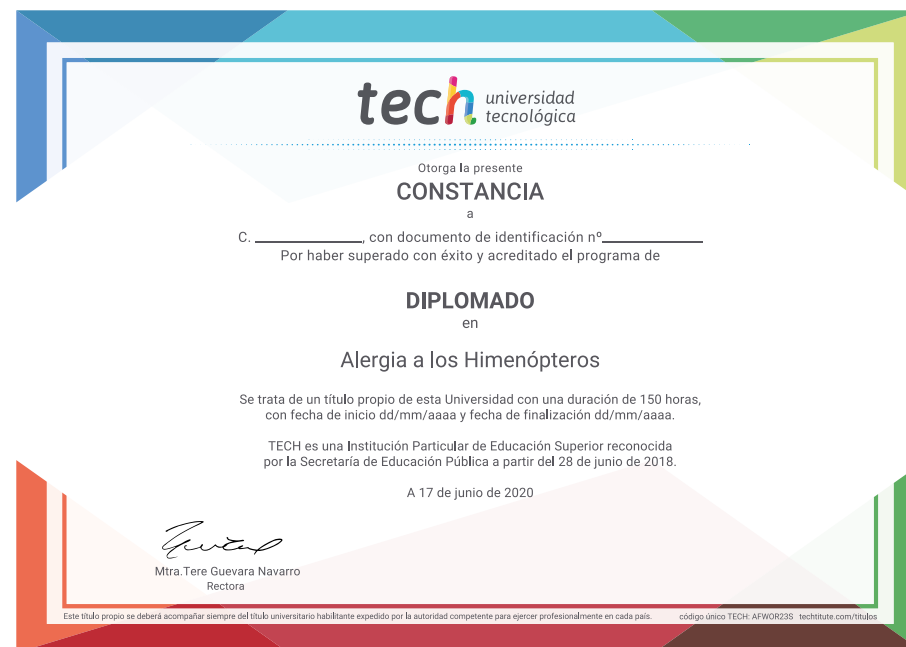 tech universidad
tecnológica
Otorga la presente
CONSTANCIA
a
C. ____________, con documento de identificación nº____________
Por haber superado con éxito y acreditado el programa de
DIPLOMADO
en
Alergia a los Himenópteros
Se trata de un título propio de esta Universidad con una duración de 150 horas,
con fecha de inicio dd/mm/aaaa y fecha de finalización dd/mm/aaaa.
TECH es una Institución Particular de Educación Superior reconocida
por la Secretaría de Educación Pública a partir del 28 de junio de 2018.
A 17 de junio de 2020
Mtra.Tere Guevara Navarro
Rectora
Este título propio se deberá acompañar siempre del título universitario habilitante expedido por la autoridad competente para ejercer profesionalmente en cada país. código único TECH: AFWOR23S techtitute.com/titulos